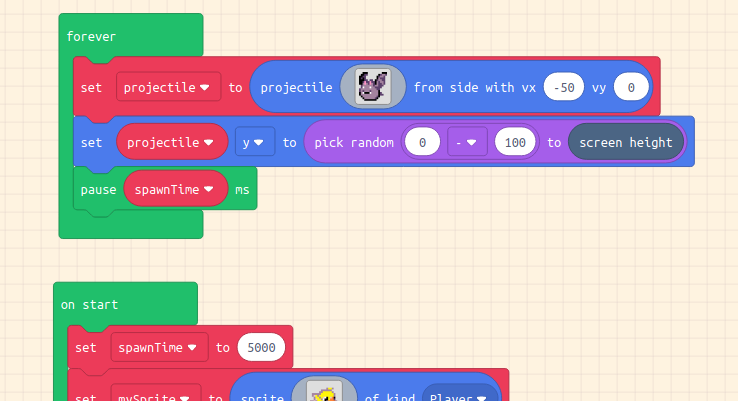 forever
set projectile to projectile from side with vx -50 vy 0
set projectile y to pick random 0 - 100 to screen height
pause spawnTime ms
on start
set spawnTime to 5000
set mySprite to sprite of kind Player